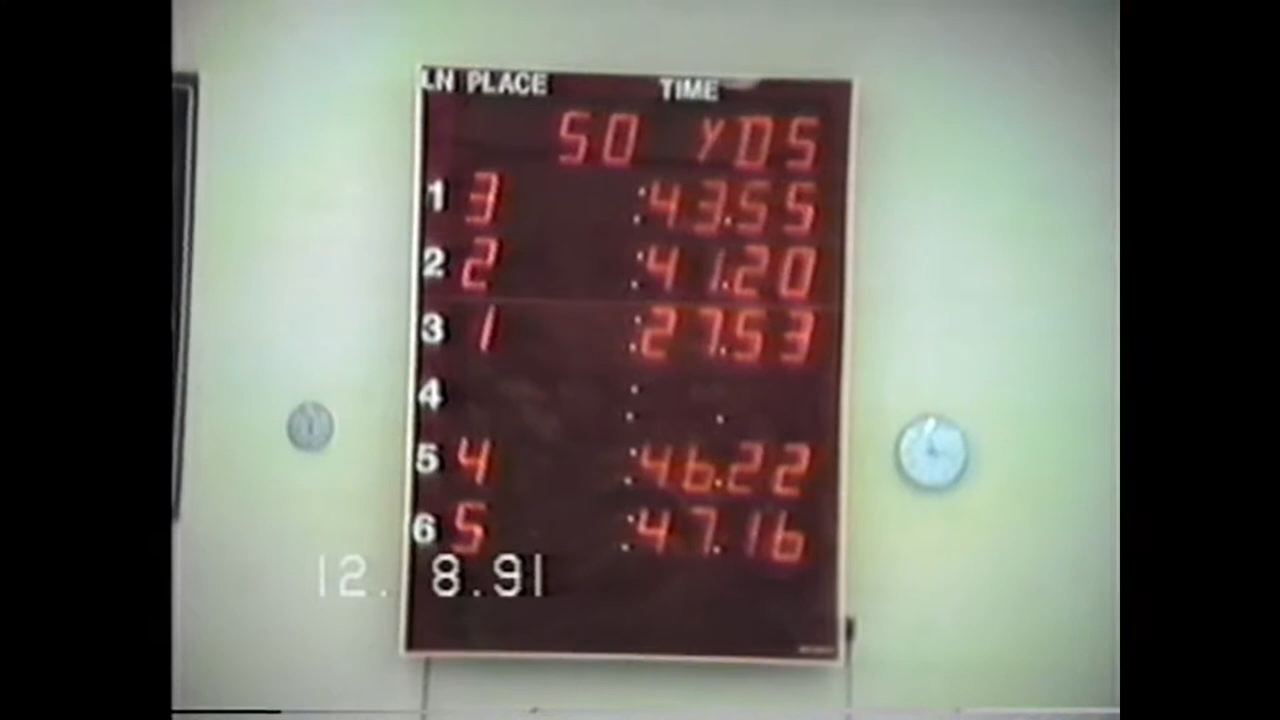 LN PLACE TIME
50 YDS
1 3 :43.55
2 2 :41.20
3 1 :27.53
4 : .
5 4 :46.22
6 5 :47.16
12. 8.91